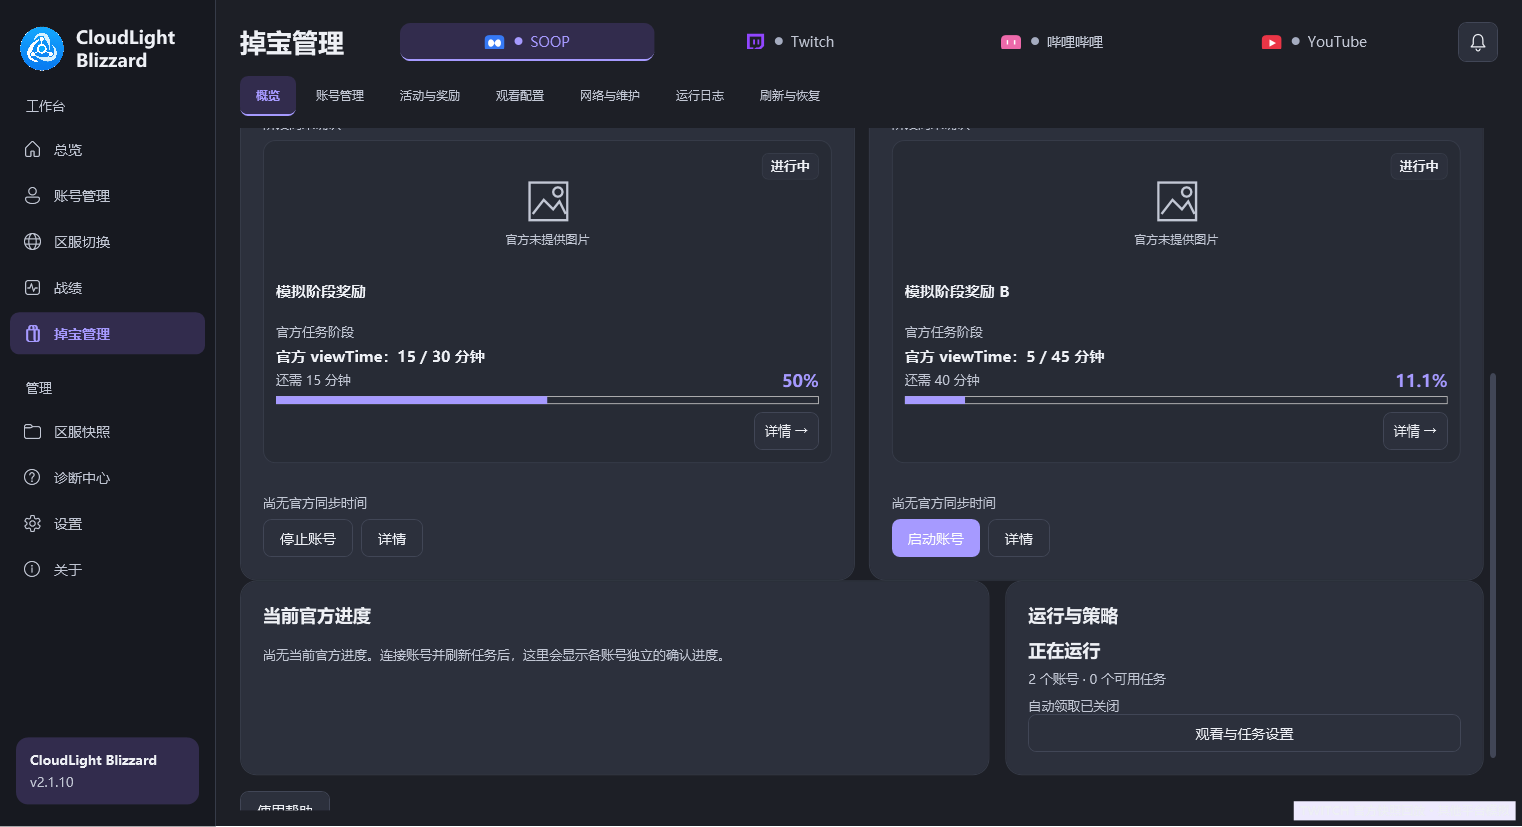 CloudLight
Blizzard
工作台
总览
账号管理
区服切换
战绩
掉宝管理
管理
区服快照
诊断中心
设置
关于
CloudLight Blizzard
v2.1.10
掉宝管理
SOOP
Twitch
哔哩哔哩
YouTube
概览
账号管理
活动与奖励
观看配置
网络与维护
运行日志
刷新与恢复
进行中
官方未提供图片
模拟阶段奖励
官方任务阶段
官方 viewTime：15 / 30 分钟
还需 15 分钟
50%
详情 →
尚无官方同步时间
停止账号
详情
进行中
官方未提供图片
模拟阶段奖励 B
官方任务阶段
官方 viewTime：5 / 45 分钟
还需 40 分钟
11.1%
详情 →
尚无官方同步时间
启动账号
详情
当前官方进度
尚无当前官方进度。连接账号并刷新任务后，这里会显示各账号独立的确认进度。
运行与策略
正在运行
2 个账号 · 0 个可用任务
自动领取已关闭
观看与任务设置
使用帮助